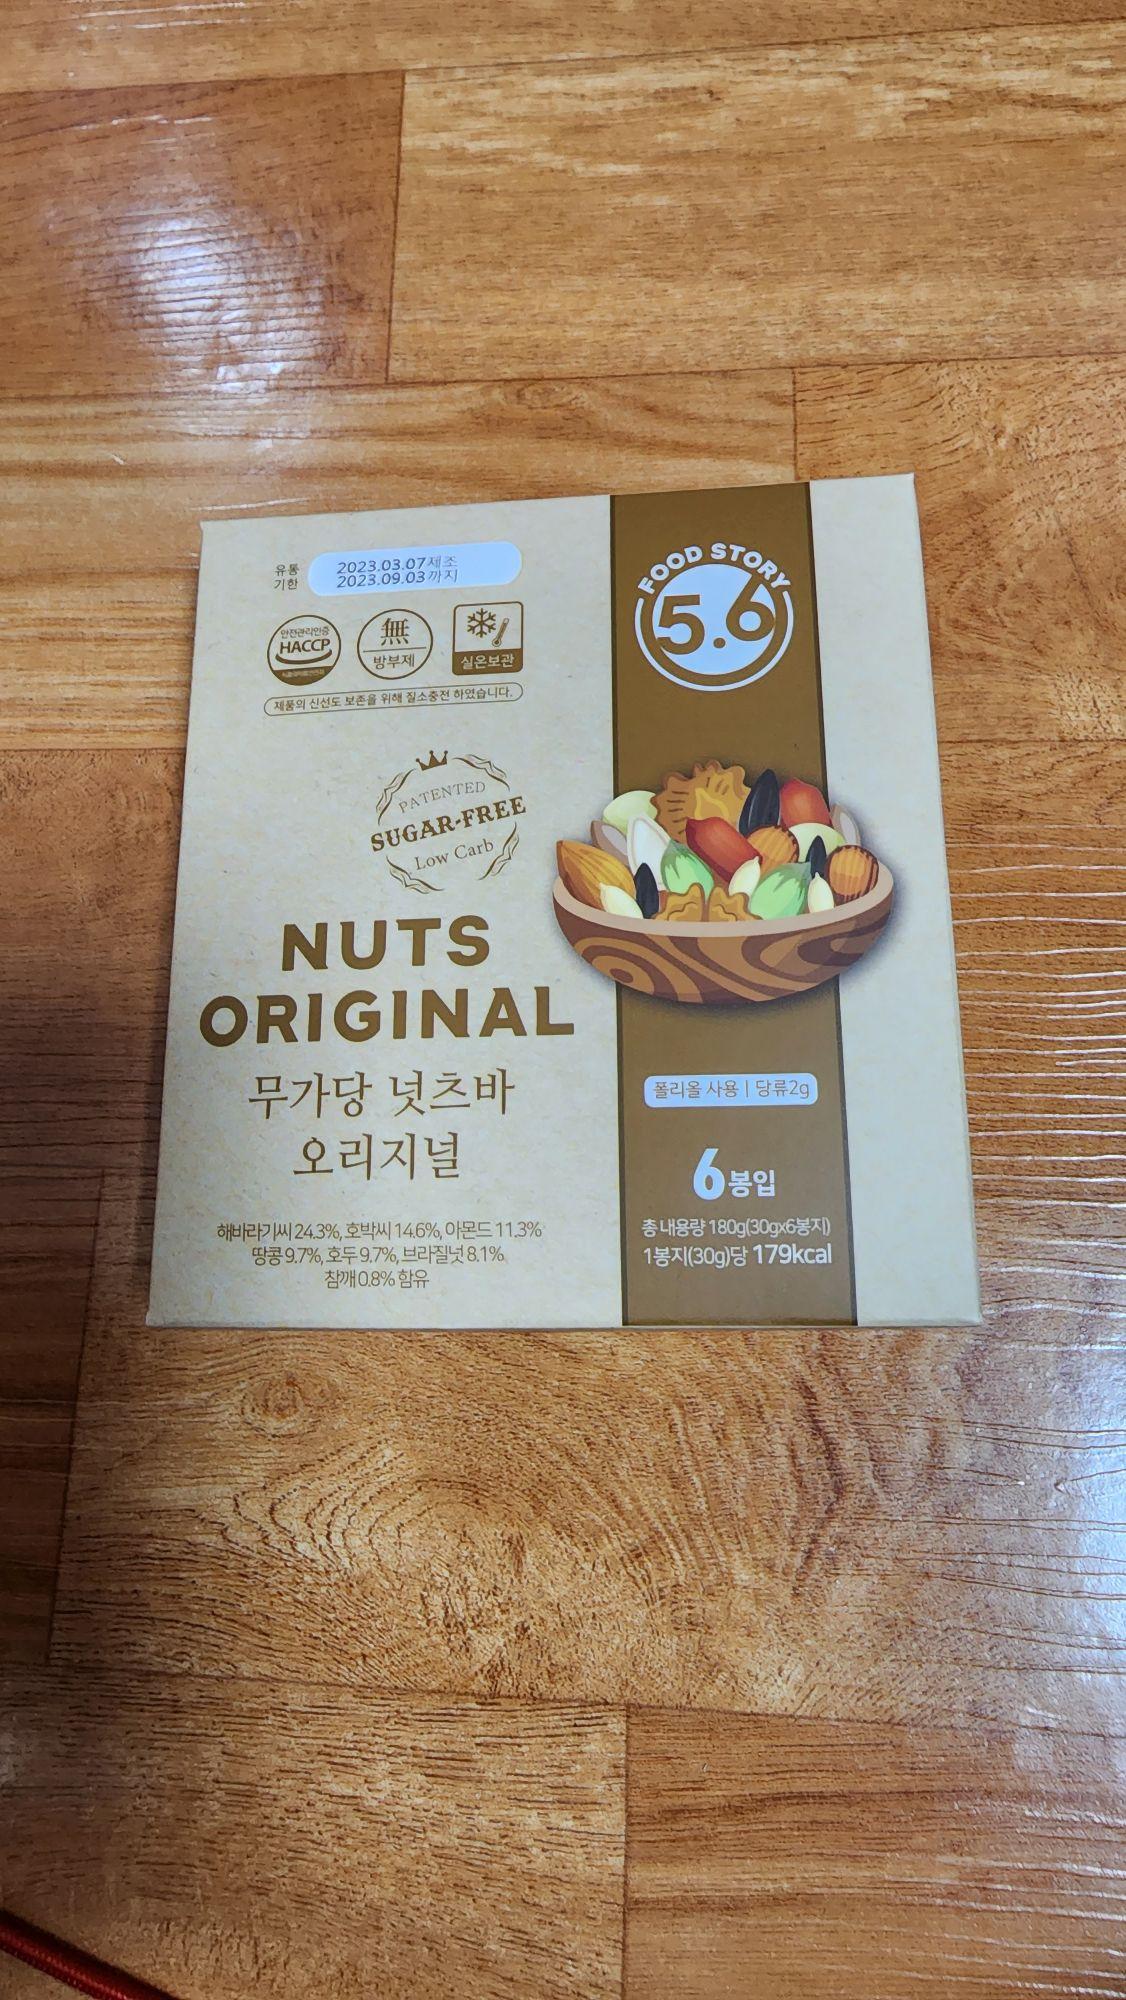 유통
기한
2023.03.07제조
2023.09.03까지
안전관리인증
HACCP
無
방부제
실온보관
제품의 신선도 보존을 위해 질소충전 하였습니다.
PATENTED
SUGAR-FREE
Low Carb
NUTS
ORIGINAL
무가당 넛츠바
오리지널
해바라기씨 24.3%, 호박씨 14.6%, 아몬드 11.3%
땅콩 9.7%, 호두 9.7%, 브라질넛 8.1%
참깨 0.8% 함유
FOOD STORY
5.6
폴리올 사용 | 당류2g
6봉입
총 내용량 180g(30gx6봉지)
1봉지(30g)당 179kcal